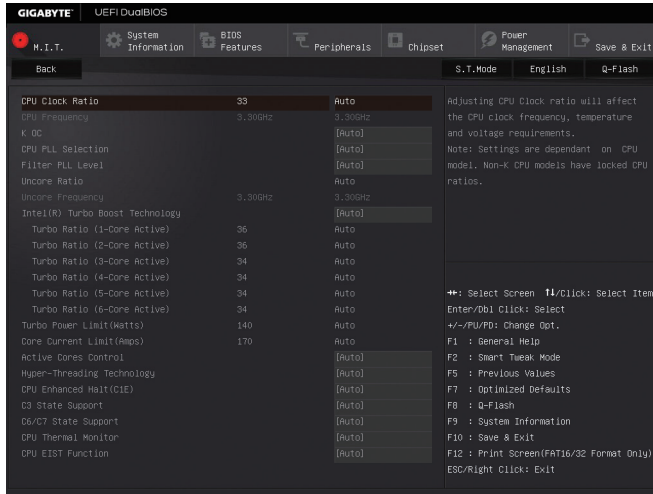 GIGABYTE™ UEFI DualBIOS
M.I.T. System Information BIOS Features Peripherals Chipset Power Management Save & Exit
Back S.T.Mode English Q-Flash
CPU Clock Ratio 33 Auto
CPU Frequency 3.30GHz 3.30GHz
K OC [Auto]
CPU PLL Selection [Auto]
Filter PLL Level [Auto]
Uncore Ratio Auto
Uncore Frequency 3.30GHz 3.30GHz
Intel(R) Turbo Boost Technology [Auto]
Turbo Ratio (1-Core Active) 36 Auto
Turbo Ratio (2-Core Active) 36 Auto
Turbo Ratio (3-Core Active) 34 Auto
Turbo Ratio (4-Core Active) 34 Auto
Turbo Ratio (5-Core Active) 34 Auto
Turbo Ratio (6-Core Active) 34 Auto
Turbo Power Limit(Watts) 140 Auto
Core Current Limit(Amps) 170 Auto
Active Cores Control [Auto]
Hyper-Threading Technology [Auto]
CPU Enhanced Halt(C1E) [Auto]
C3 State Support [Auto]
C6/C7 State Support [Auto]
CPU Thermal Monitor [Auto]
CPU EIST Function [Auto]
Adjusting CPU Clock ratio will affect
the CPU clock frequency, temperature
and voltage requirements.
Note: Settings are dependant on CPU
model. Non-K CPU models have locked CPU
ratios.
→←: Select Screen ↑↓/Click: Select Item
Enter/Dbl Click: Select
+/-/PU/PD: Change Opt.
F1 : General Help
F2 : Smart Tweak Mode
F5 : Previous Values
F7 : Optimized Defaults
F8 : Q-Flash
F9 : System Information
F10 : Save & Exit
F12 : Print Screen(FAT16/32 Format Only)
ESC/Right Click: Exit